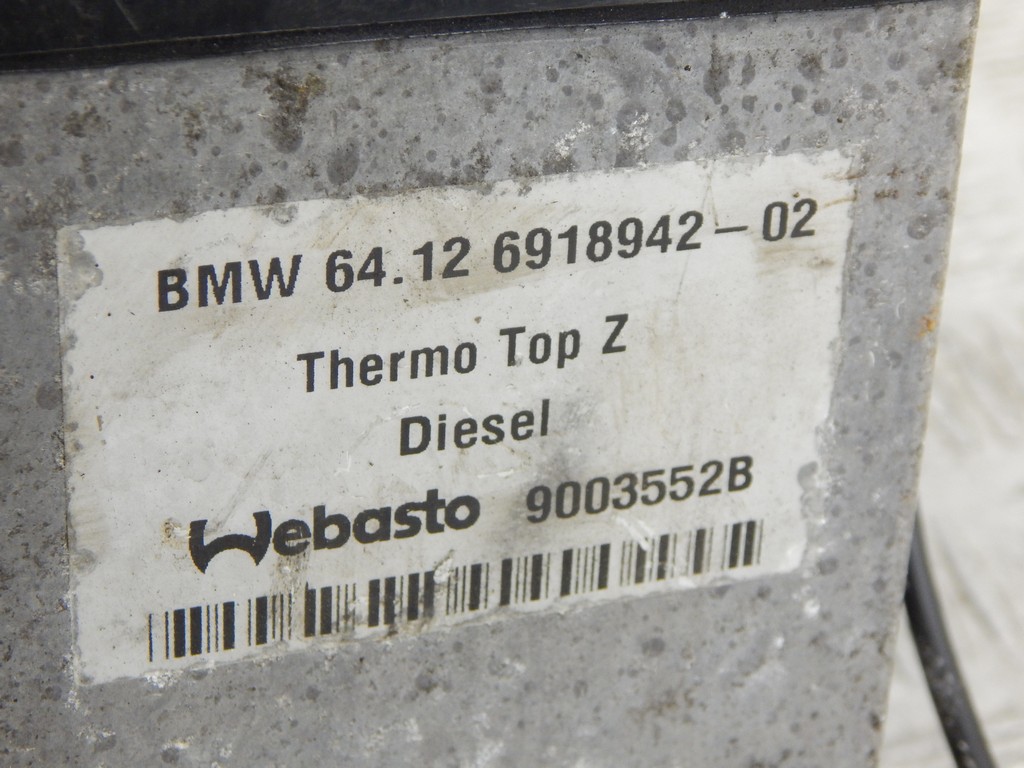 BMW 64.12 6918942-02
Thermo Top Z
Diesel
Webasto 9003552B